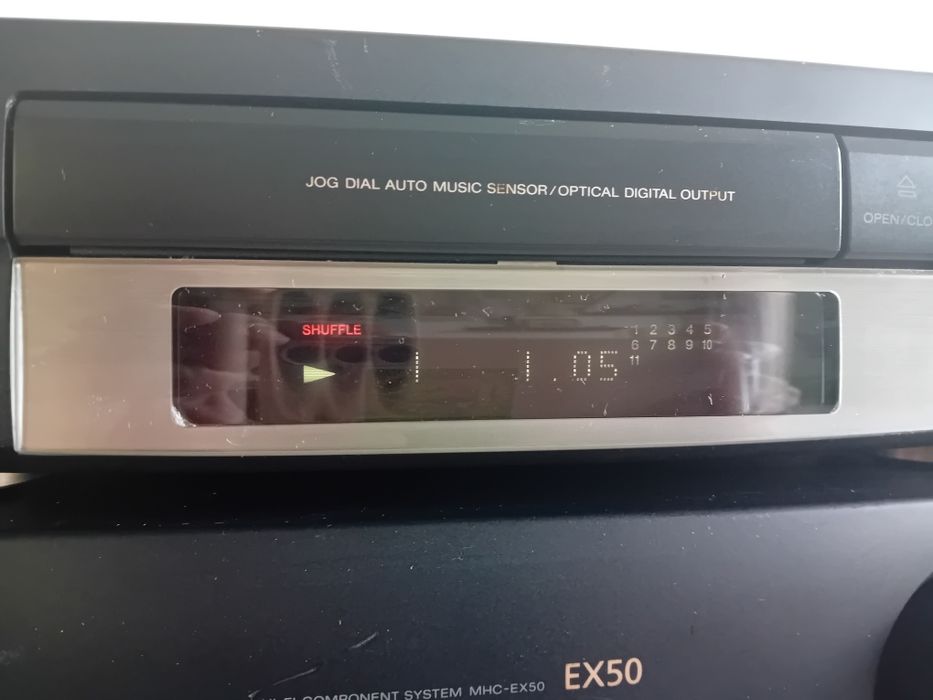 JOG DIAL AUTO MUSIC SENSOR/OPTICAL DIGITAL OUTPUT
OPEN/CLO
SHUFFLE
1 2 3 4 5
6 7 8 9 10
11
1 1.05
COMPONENT SYSTEM MHC-EX50
EX50